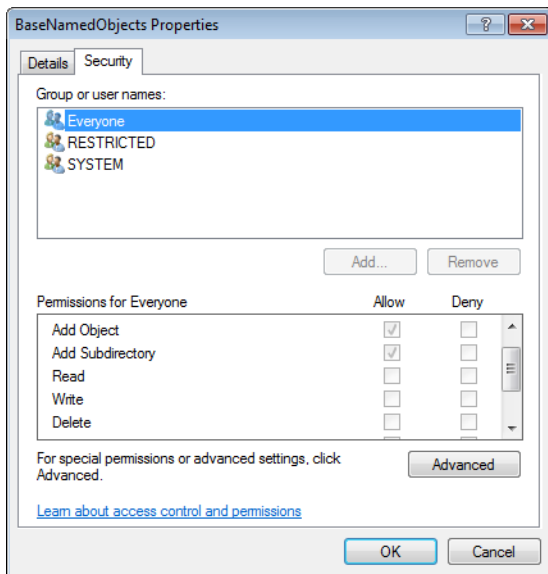 BaseNamedObjects Properties
Details Security
Group or user names:
Everyone
RESTRICTED
SYSTEM
Add... Remove
Permissions for Everyone Allow Deny
Add Object
Add Subdirectory
Read
Write
Delete
For special permissions or advanced settings, click
Advanced.
Advanced
Learn about access control and permissions
OK Cancel